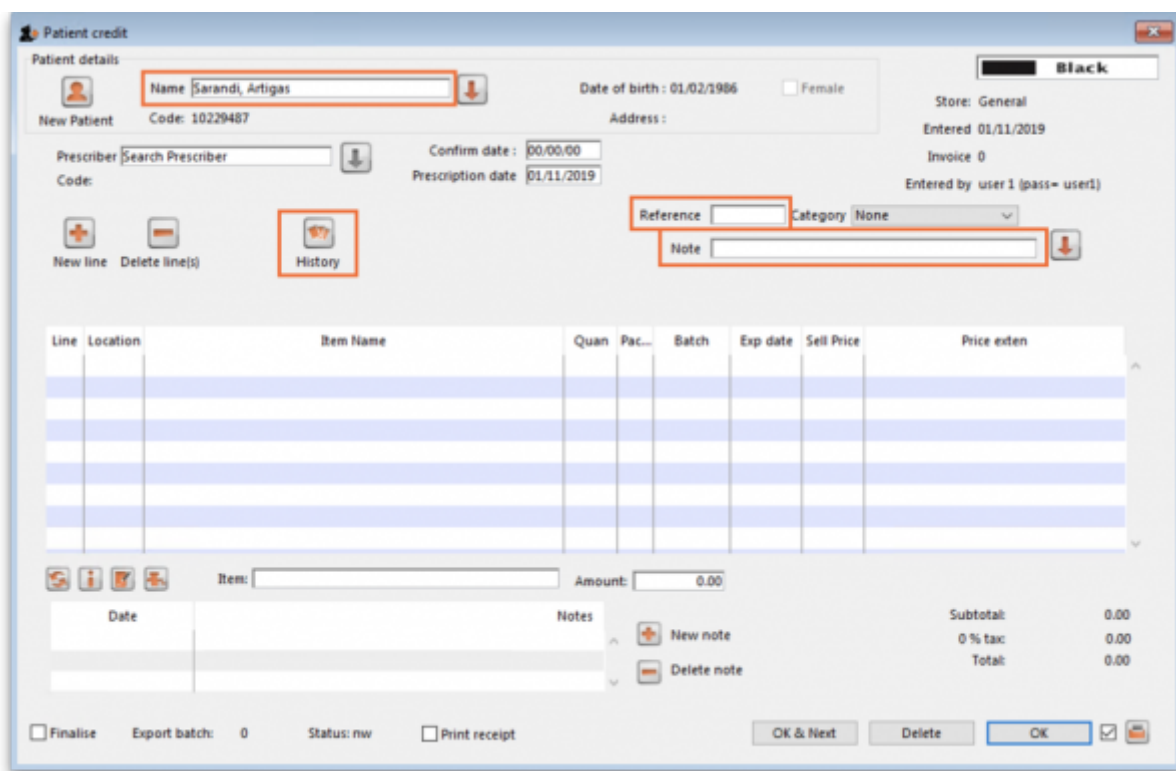 Patient credit
Patient details
Black
Name Sarandi, Artigas
Date of birth : 01/02/1986
Female
New Patient
Code: 10229487
Address :
Store: General
Entered 01/11/2019
Prescriber Search Prescriber
Confirm date : 00/00/00
Invoice 0
Code:
Prescription date 01/11/2019
Entered by user 1 (pass= user1)
Reference
Category None
New line
Delete line(s)
History
Note
Line Location Item Name Quan Pac... Batch Exp date Sell Price Price exten
Item:
Amount: 0.00
Date Notes
New note
Delete note
Subtotal: 0.00
0 % tax: 0.00
Total: 0.00
Finalise
Export batch: 0
Status: nw
Print receipt
OK & Next
Delete
OK